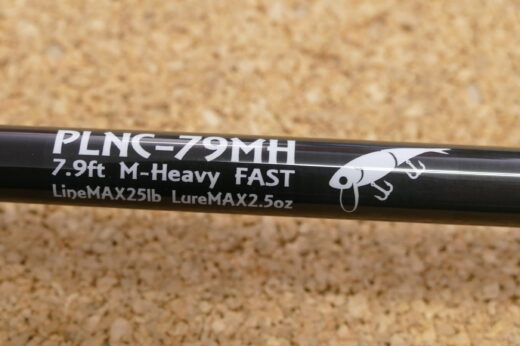 PLNC-79MH
7.9ft M-Heavy FAST
LineMAX25lb LureMAX2.5oz